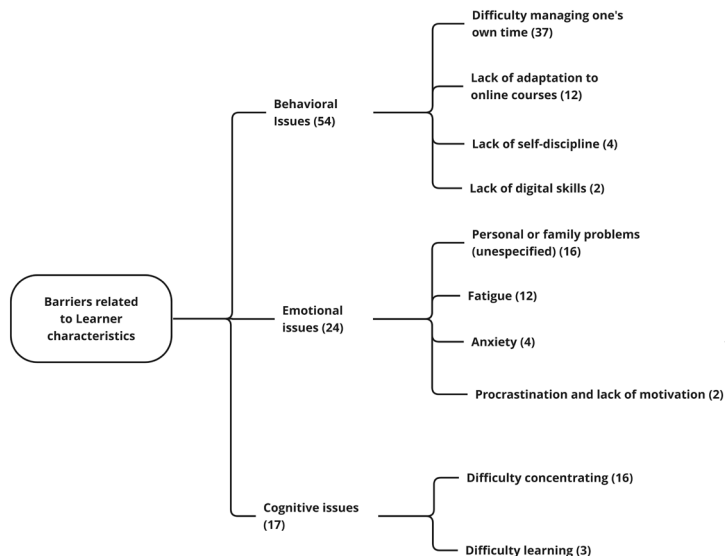 Barriers related
to Learner
characteristics
Behavioral
Issues (54)
Difficulty managing one's
own time (37)
Lack of adaptation to
online courses (12)
Lack of self-discipline (4)
Lack of digital skills (2)
Emotional
issues (24)
Personal or family problems
(unespecified) (16)
Fatigue (12)
Anxiety (4)
Procrastination and lack of motivation (2)
Cognitive issues
(17)
Difficulty concentrating (16)
Difficulty learning (3)